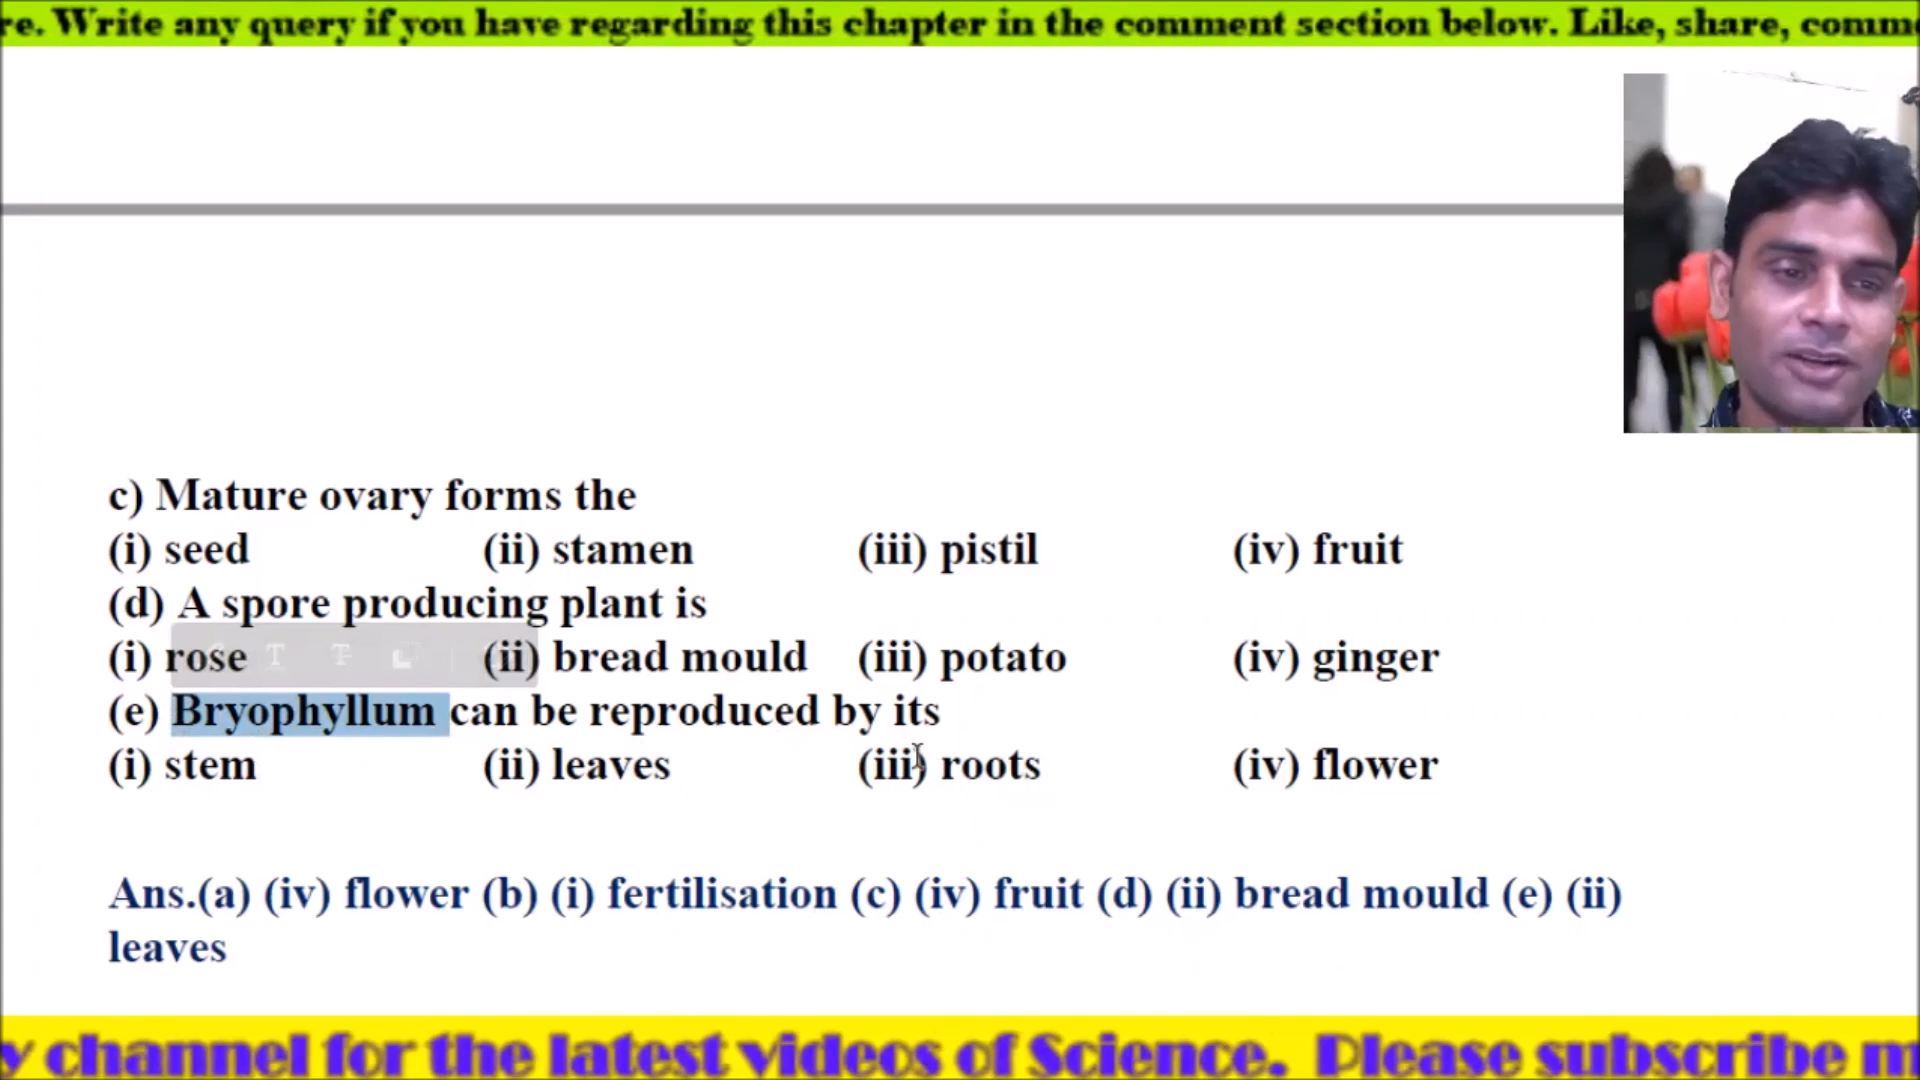 re. Write any query if you have regarding this chapter in the comment section below. Like, share, comm
c) Mature ovary forms the
(i) seed (ii) stamen (iii) pistil (iv) fruit
(d) A spore producing plant is
(i) rose (ii) bread mould (iii) potato (iv) ginger
(e) Bryophyllum can be reproduced by its
(i) stem (ii) leaves (iii) roots (iv) flower
Ans.(a) (iv) flower (b) (i) fertilisation (c) (iv) fruit (d) (ii) bread mould (e) (ii)
leaves
y channel for the latest videos of Science. Please subscribe m